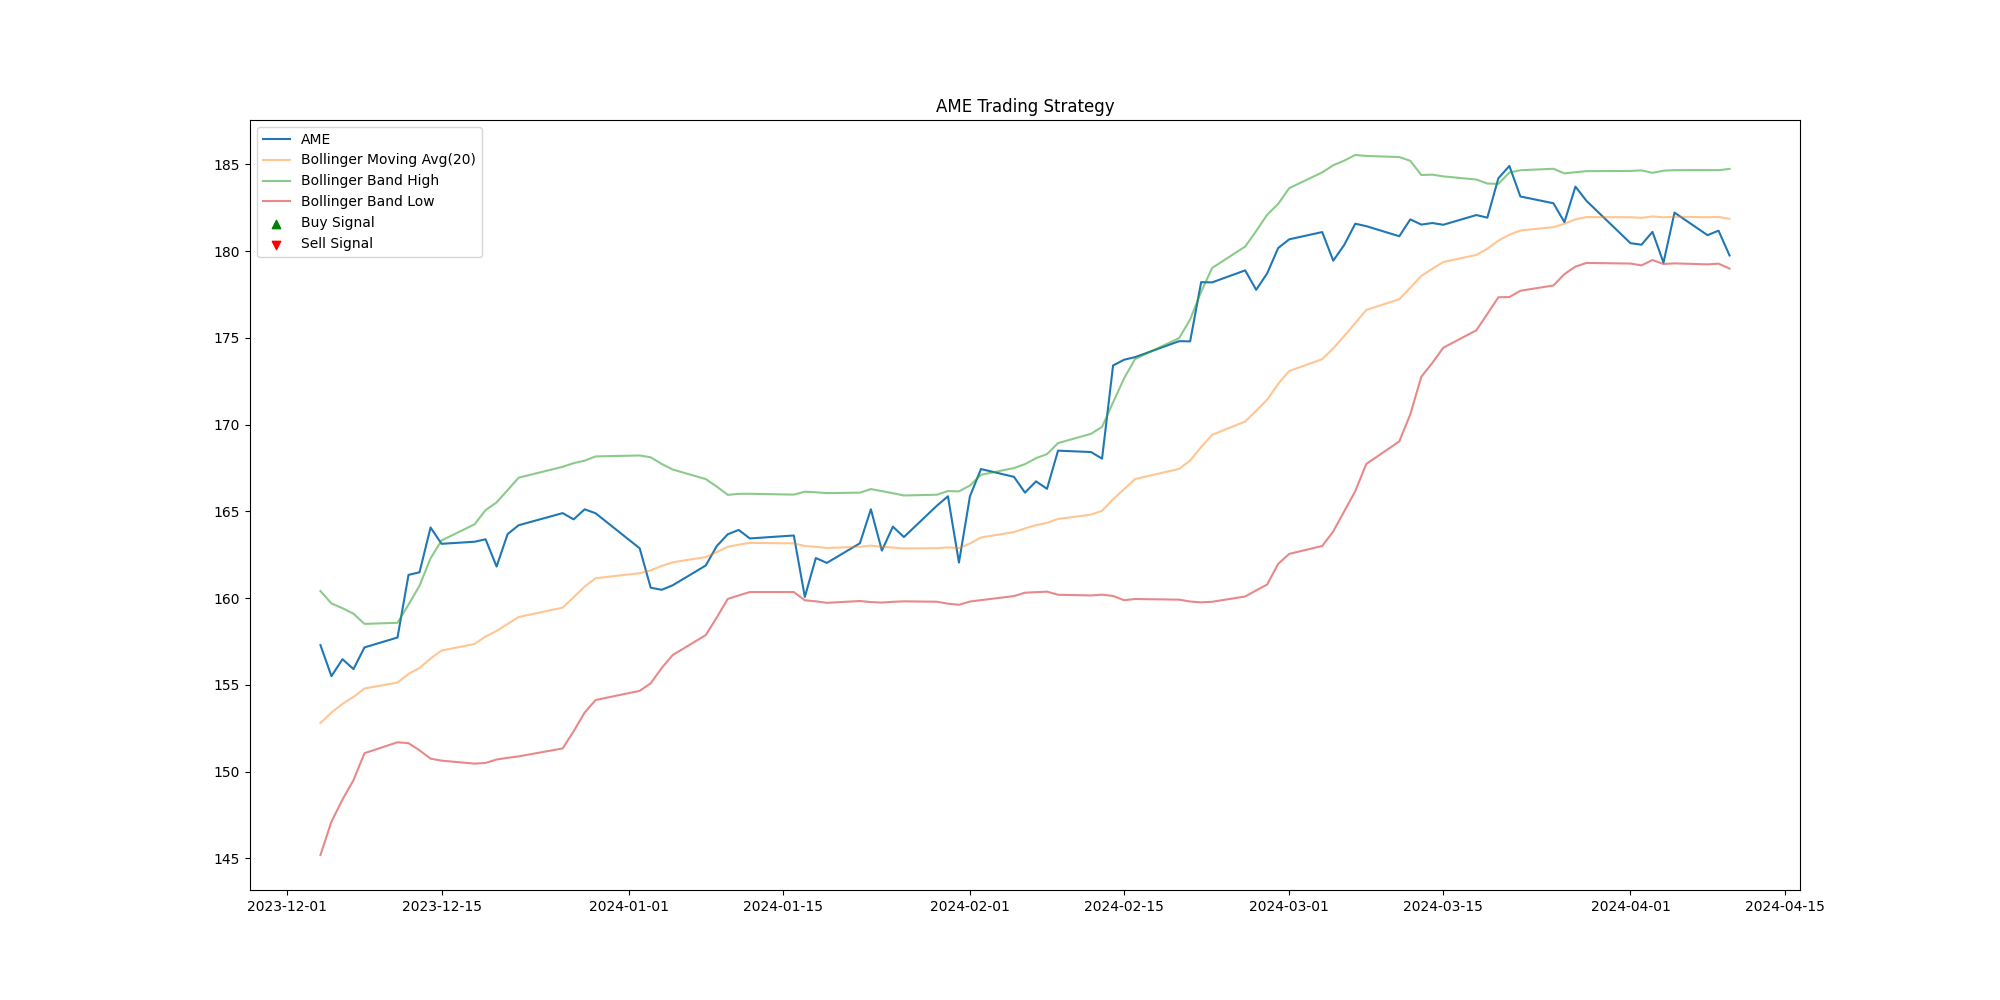 AME Trading Strategy
AME
Bollinger Moving Avg(20)
Bollinger Band High
Bollinger Band Low
Buy Signal
Sell Signal
185
180
175
170
165
160
155
150
145
2023-12-01 2023-12-15 2024-01-01 2024-01-15 2024-02-01 2024-02-15 2024-03-01 2024-03-15 2024-04-01 2024-04-15